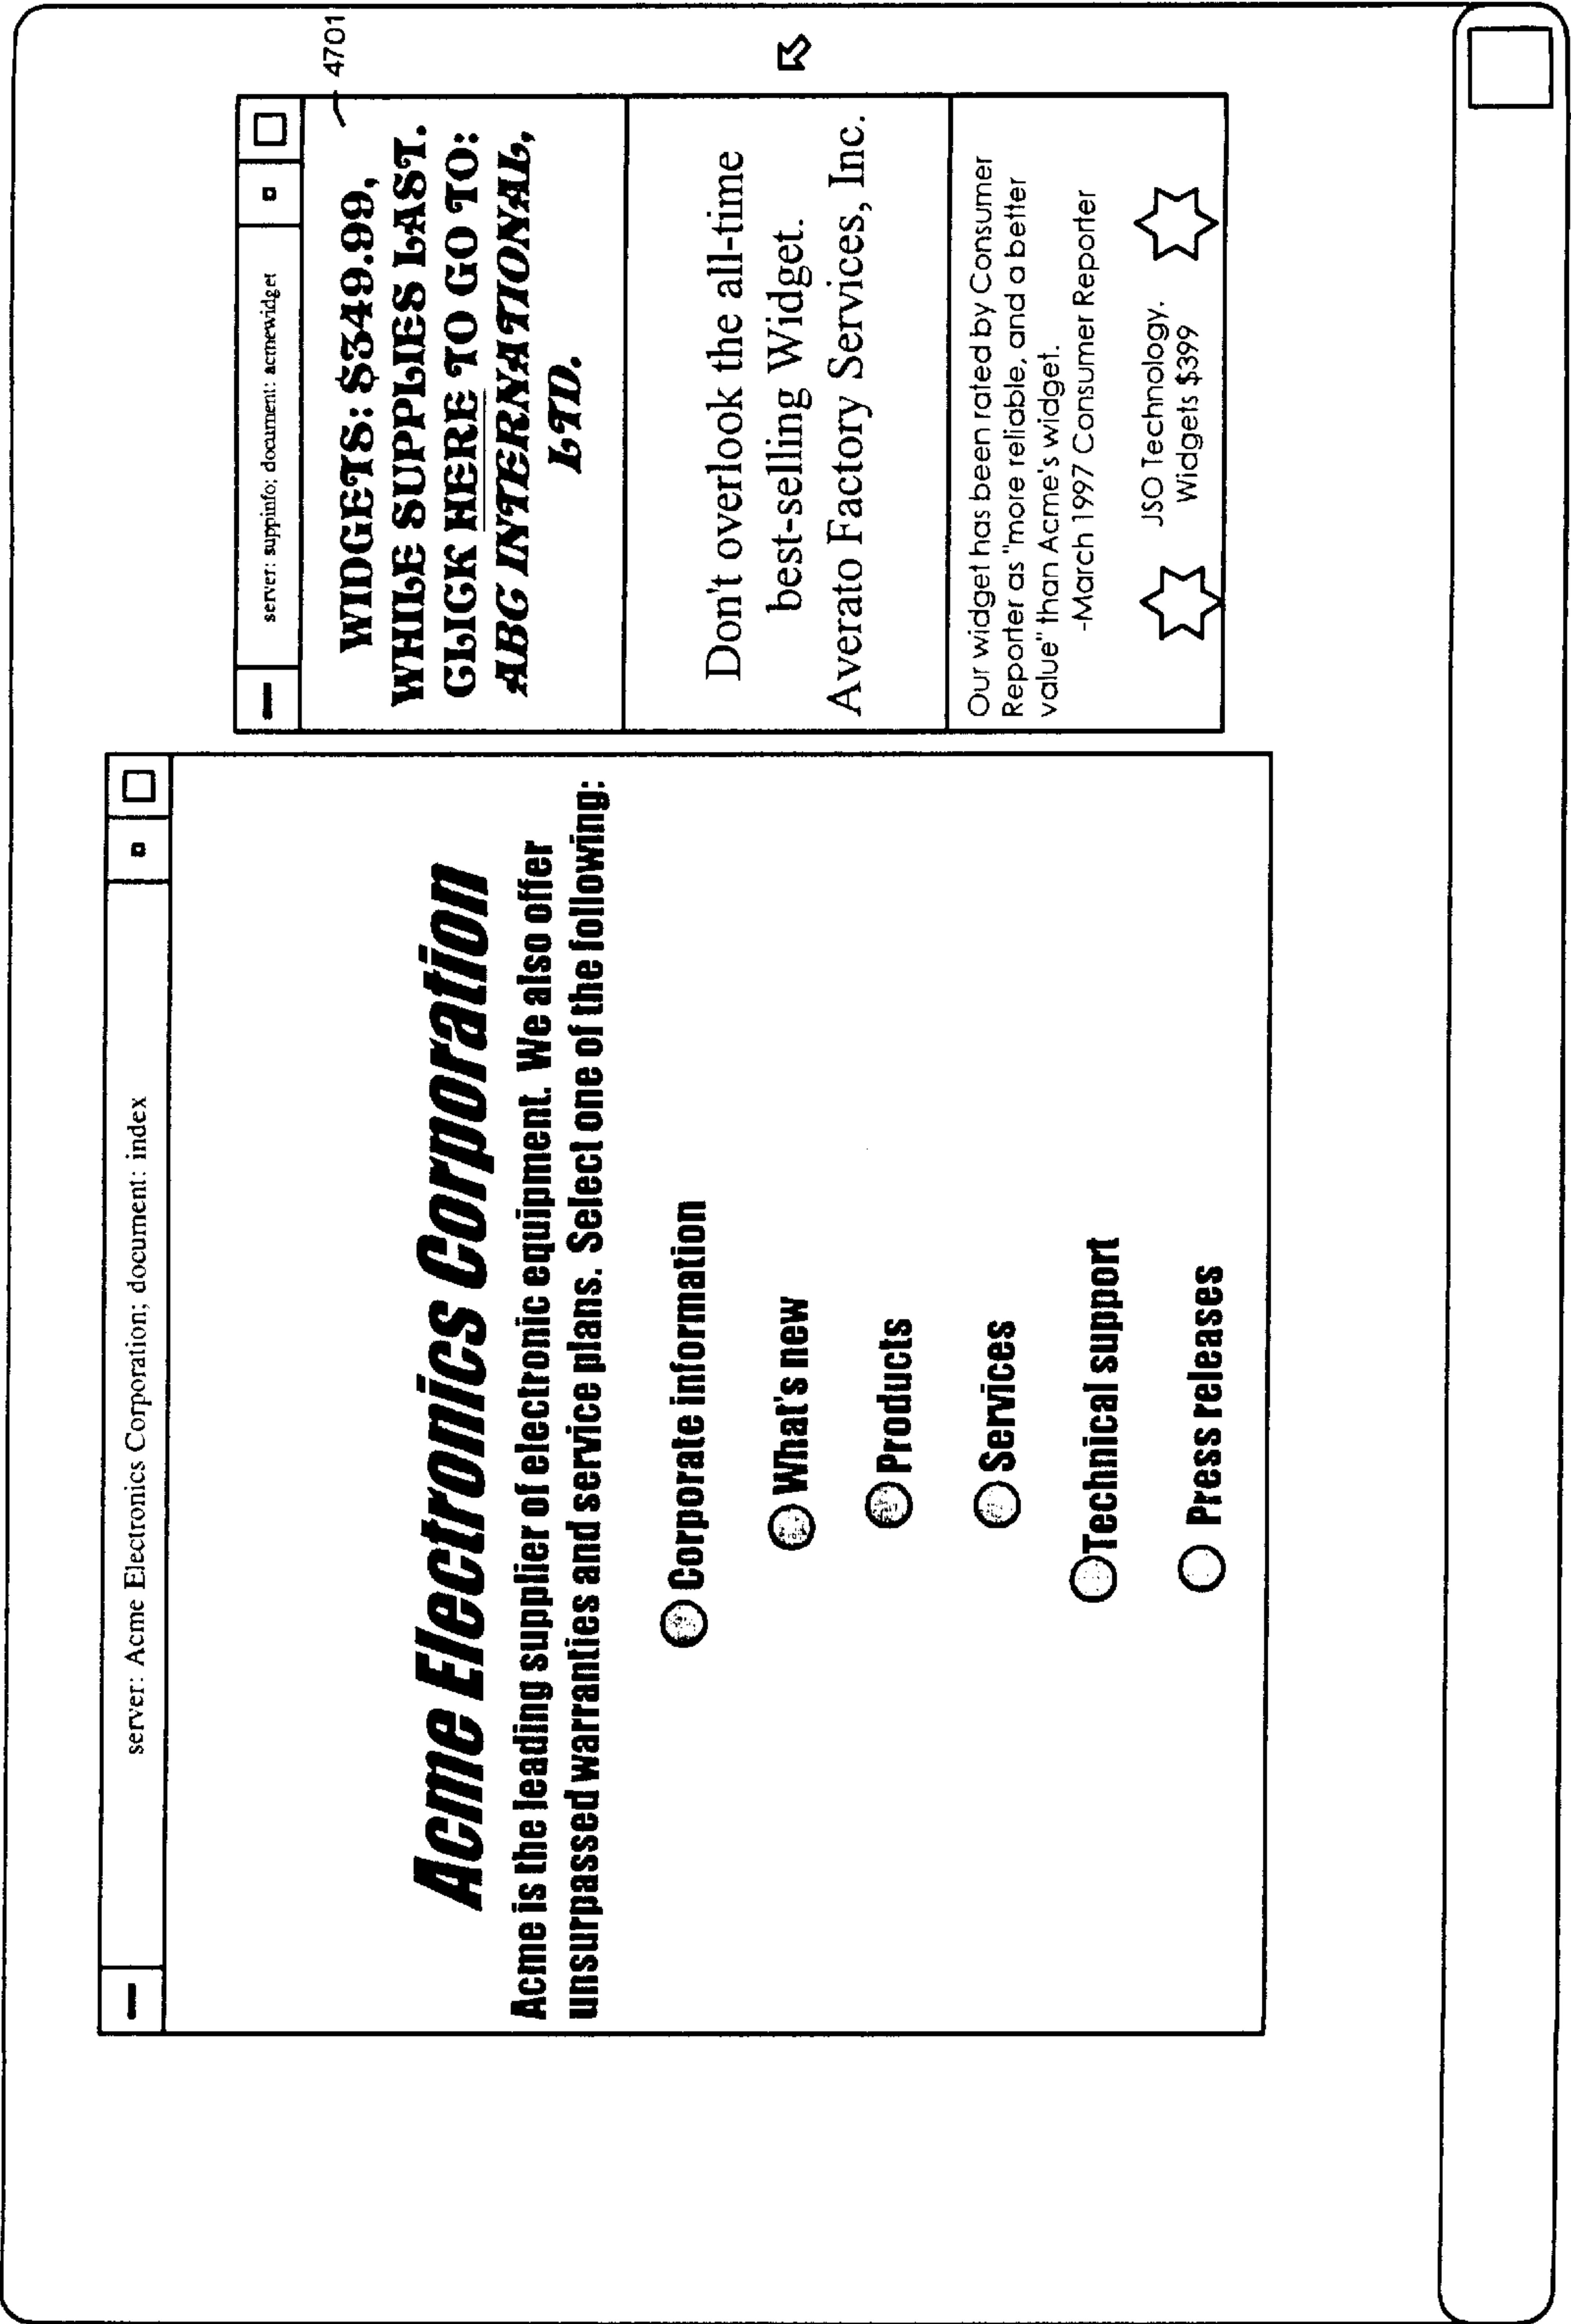 server: Acme Electronics Corporation; document: index
Acme Electronics Corporation
Acme is the leading supplier of electronic equipment. We also offer
unsurpassed warranties and service plans. Select one of the following:
Corporate information
What's new
Products
Services
Technical support
Press releases
4701
server: suppinfo; document: acmewidget
WIDGETS: $349.99,
WHILE SUPPLIES LAST.
CLICK HERE TO GO TO:
ABC INTERNATIONAL,
LTD.
Don't overlook the all-time
best-selling Widget.
Averato Factory Services, Inc.
Our widget has been rated by Consumer
Reporter as "more reliable, and a better
value" than Acme's widget.
-March 1997 Consumer Reporter
JSO Technology.
Widgets $399